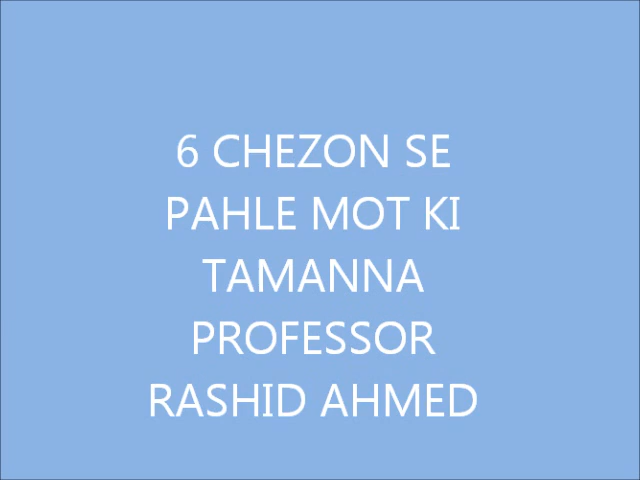 6 CHEZON SE
PAHLE MOT KI
TAMANNA
PROFESSOR
RASHID AHMED